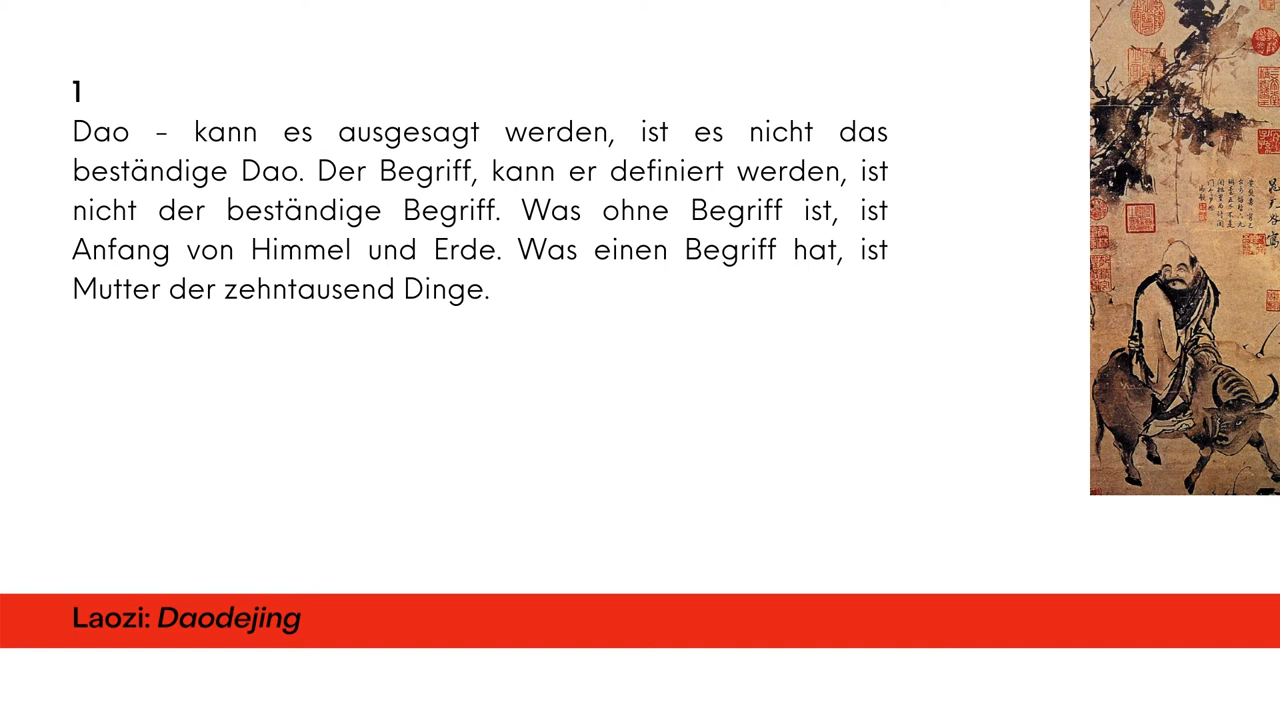 1
Dao - kann es ausgesagt werden, ist es nicht das
beständige Dao. Der Begriff, kann er definiert werden, ist
nicht der beständige Begriff. Was ohne Begriff ist, ist
Anfang von Himmel und Erde. Was einen Begriff hat, ist
Mutter der zehntausend Dinge.
Laozi: Daodejing